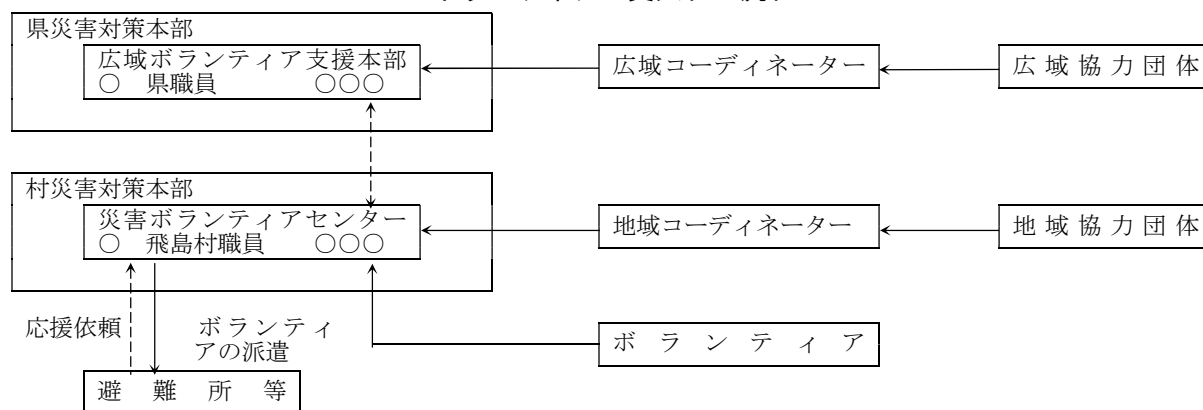 県災害対策本部
広域ボランティア支援本部
○ 県職員 ○○○
広域コーディネーター
広域協力団体
村災害対策本部
災害ボランティアセンター
○ 飛島村職員 ○○○
地域コーディネーター
地域協力団体
応援依頼
ボランティ
アの派遣
ボランティア
避難所等